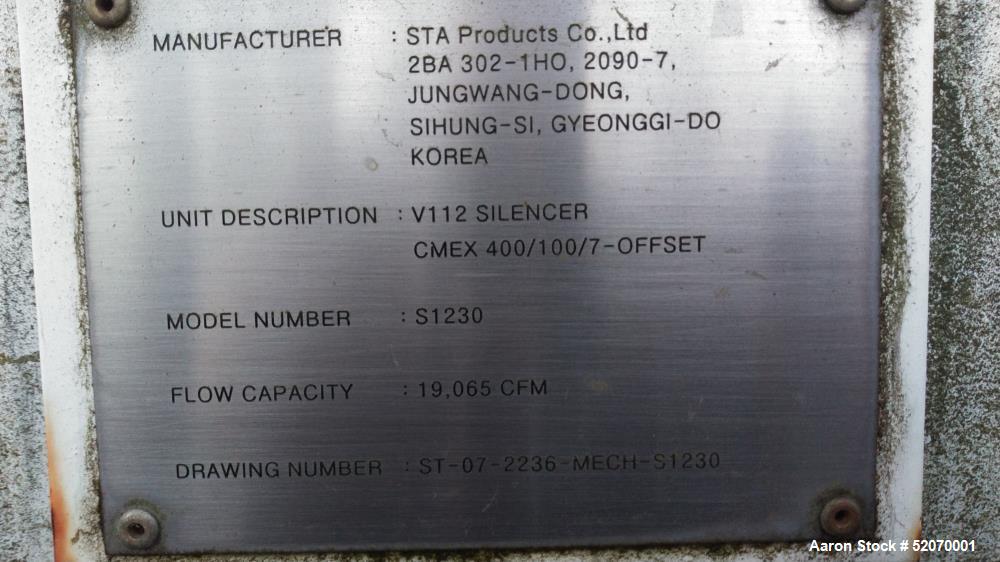 MANUFACTURER : STA Products Co.,Ltd
2BA 302-1HO, 2090-7,
JUNGWANG-DONG,
SIHUNG-SI, GYEONGGI-DO
KOREA
UNIT DESCRIPTION : V112 SILENCER
CMEX 400/100/7-OFFSET
MODEL NUMBER : S1230
FLOW CAPACITY : 19,065 CFM
DRAWING NUMBER : ST-07-2236-MECH-S1230
Aaron Stock # 52070001